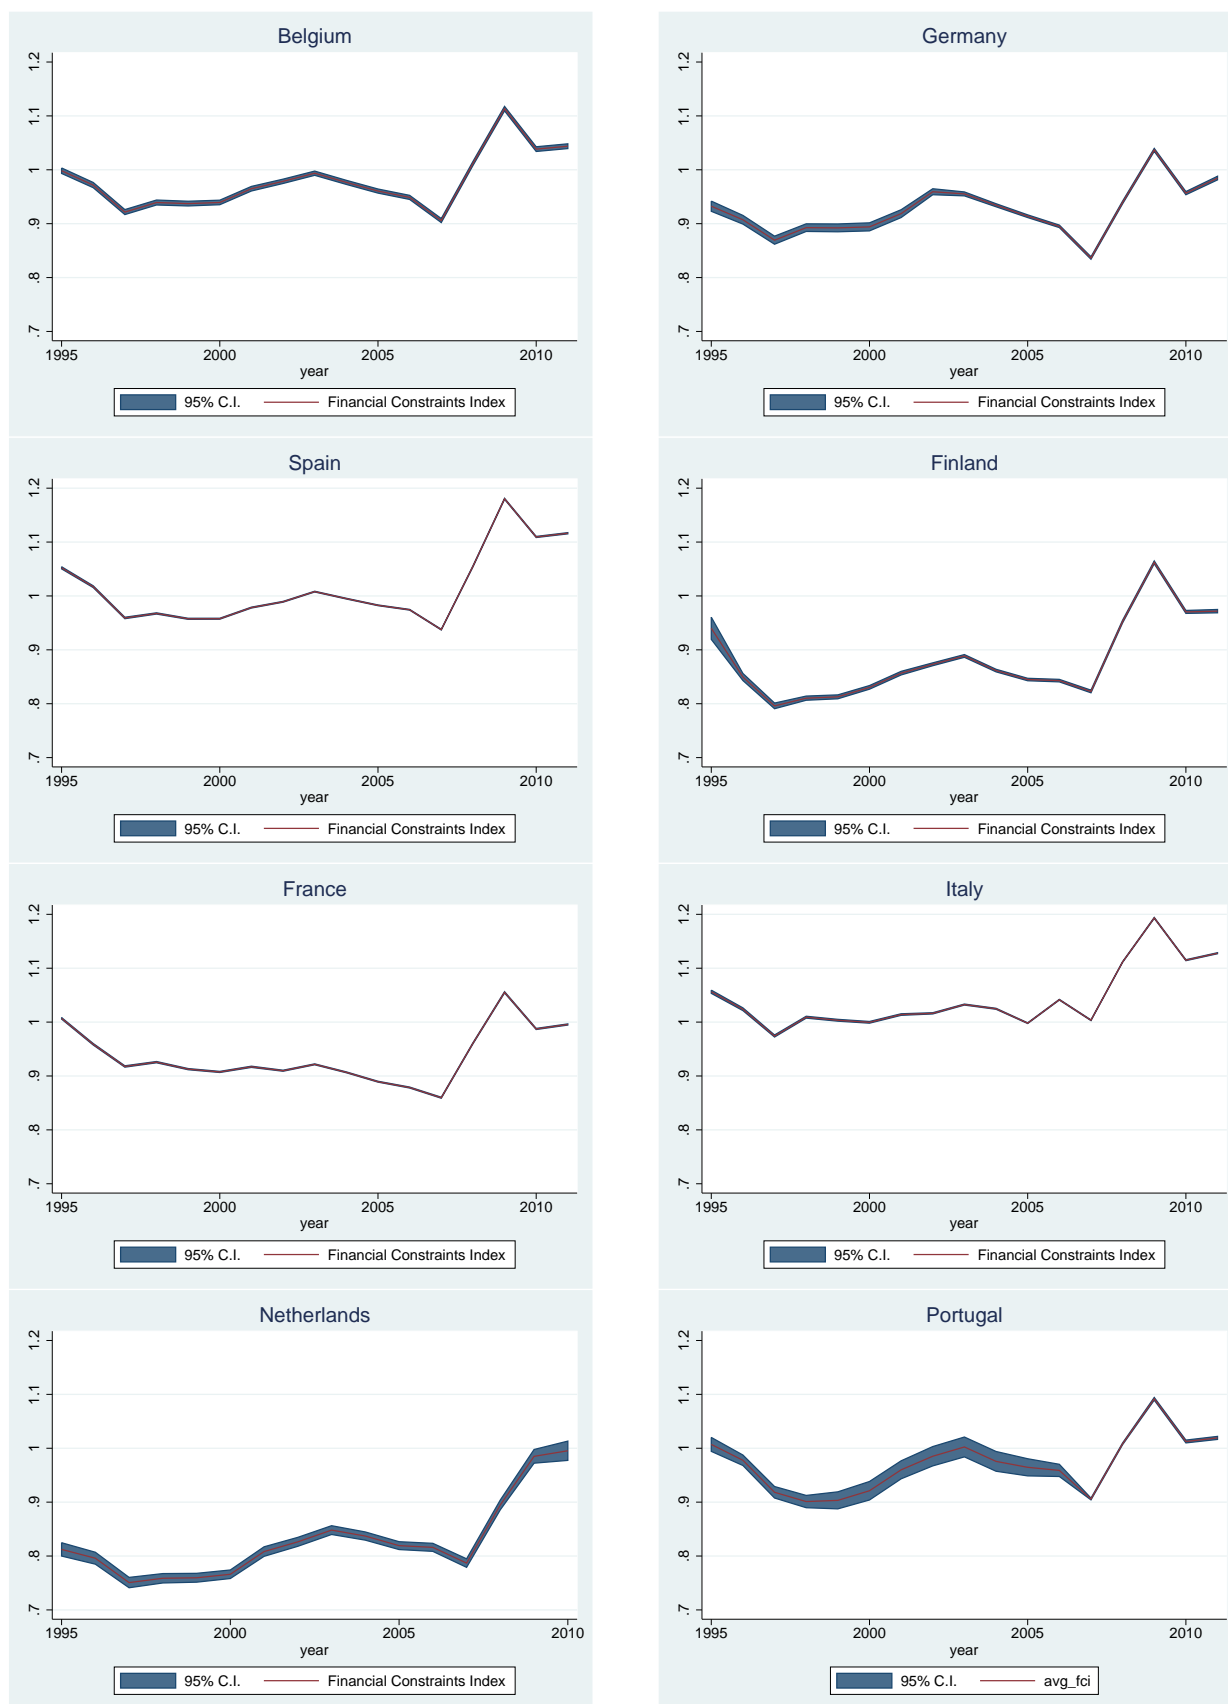 Belgium
1.2
1.1
1
.9
.8
.7
1995 2000 2005 2010
year
95% C.I. Financial Constraints Index
Germany
1.2
1.1
1
.9
.8
.7
1995 2000 2005 2010
year
95% C.I. Financial Constraints Index
Spain
1.2
1.1
1
.9
.8
.7
1995 2000 2005 2010
year
95% C.I. Financial Constraints Index
Finland
1.2
1.1
1
.9
.8
.7
1995 2000 2005 2010
year
95% C.I. Financial Constraints Index
France
1.2
1.1
1
.9
.8
.7
1995 2000 2005 2010
year
95% C.I. Financial Constraints Index
Italy
1.2
1.1
1
.9
.8
.7
1995 2000 2005 2010
year
95% C.I. Financial Constraints Index
Netherlands
1.2
1.1
1
.9
.8
.7
1995 2000 2005 2010
year
95% C.I. Financial Constraints Index
Portugal
1.2
1.1
1
.9
.8
.7
1995 2000 2005 2010
year
95% C.I. avg_fci